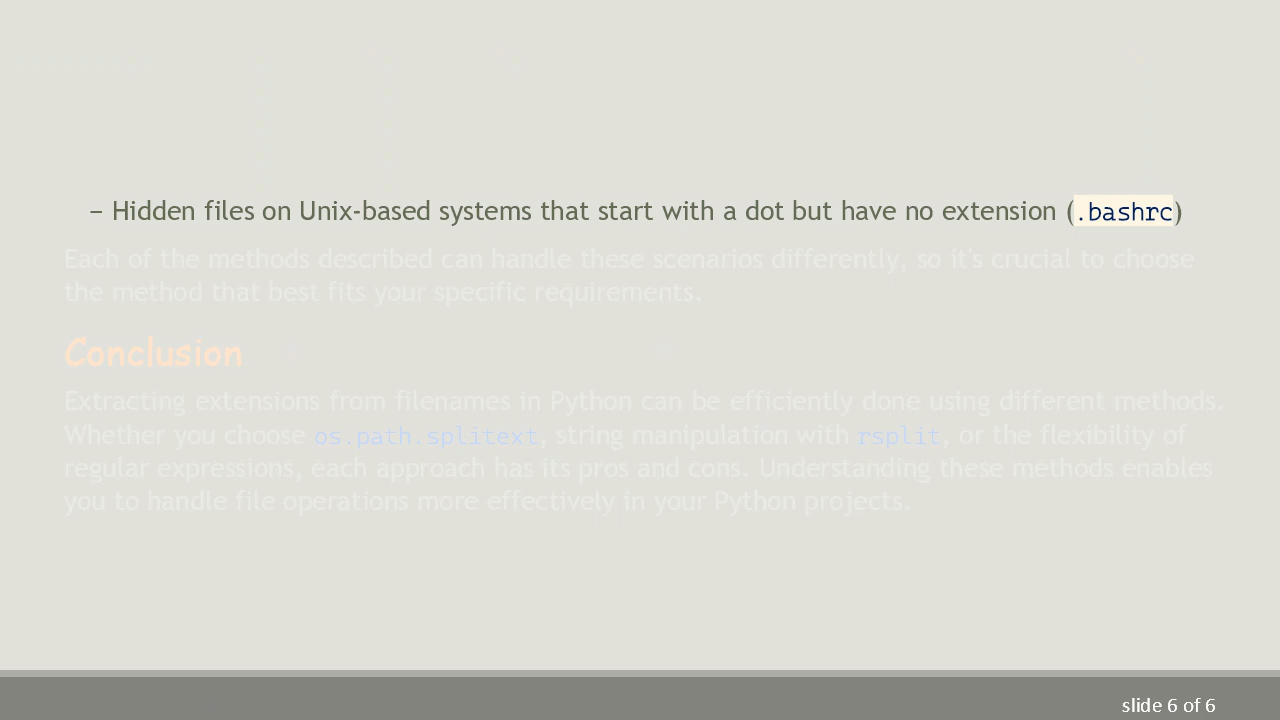 – Hidden files on Unix-based systems that start with a dot but have no extension (.bashrc)
Each of the methods described can handle these scenarios differently, so it's crucial to choose
the method that best fits your specific requirements.
Conclusion
Extracting extensions from filenames in Python can be efficiently done using different methods.
Whether you choose os.path.splitext, string manipulation with rsplit, or the flexibility of
regular expressions, each approach has its pros and cons. Understanding these methods enables
you to handle file operations more effectively in your Python projects.
slide 6 of 6